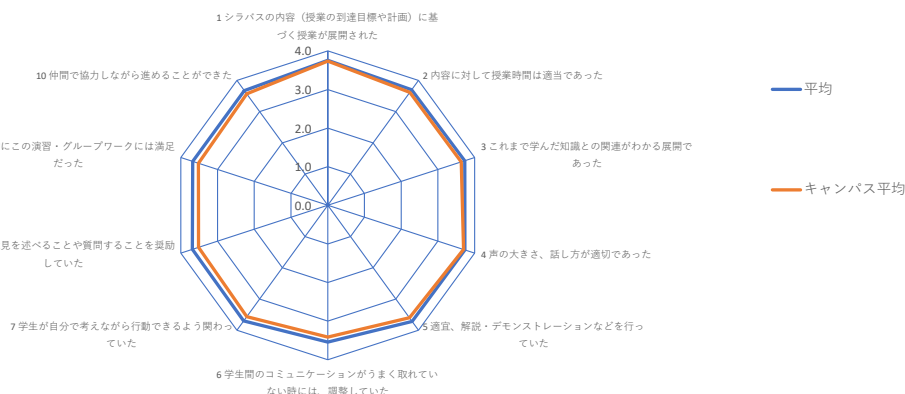 1 シラバスの内容（授業の到達目標や計画）に基
づく授業が展開された
4.0
3.0
2.0
1.0
0.0
2 内容に対して授業時間は適当であった
3 これまで学んだ知識との関連がわかる展開で
あった
4 声の大きさ、話し方が適切であった
5 適宜、解説・デモンストレーションなどを行っ
ていた
6 学生間のコミュニケーションがうまく取れてい
ない時には、調整していた
7 学生が自分で考えながら行動できるよう関わっ
ていた
見を述べることや質問することを奨励
していた
にこの演習・グループワークには満足
だった
10 仲間で協力しながら進めることができた
平均
キャンパス平均